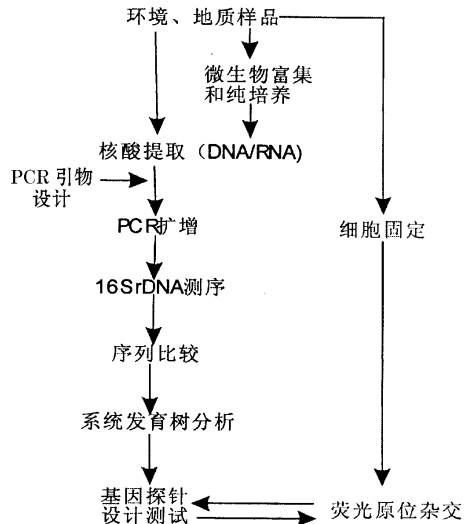 环境、地质样品
微生物富集
和纯培养
核酸提取（DNA/RNA)
PCR 引物
设计
PCR扩增
细胞固定
16SrDNA测序
序列比较
系统发育树分析
基因探针
设计测试
荧光原位杂交